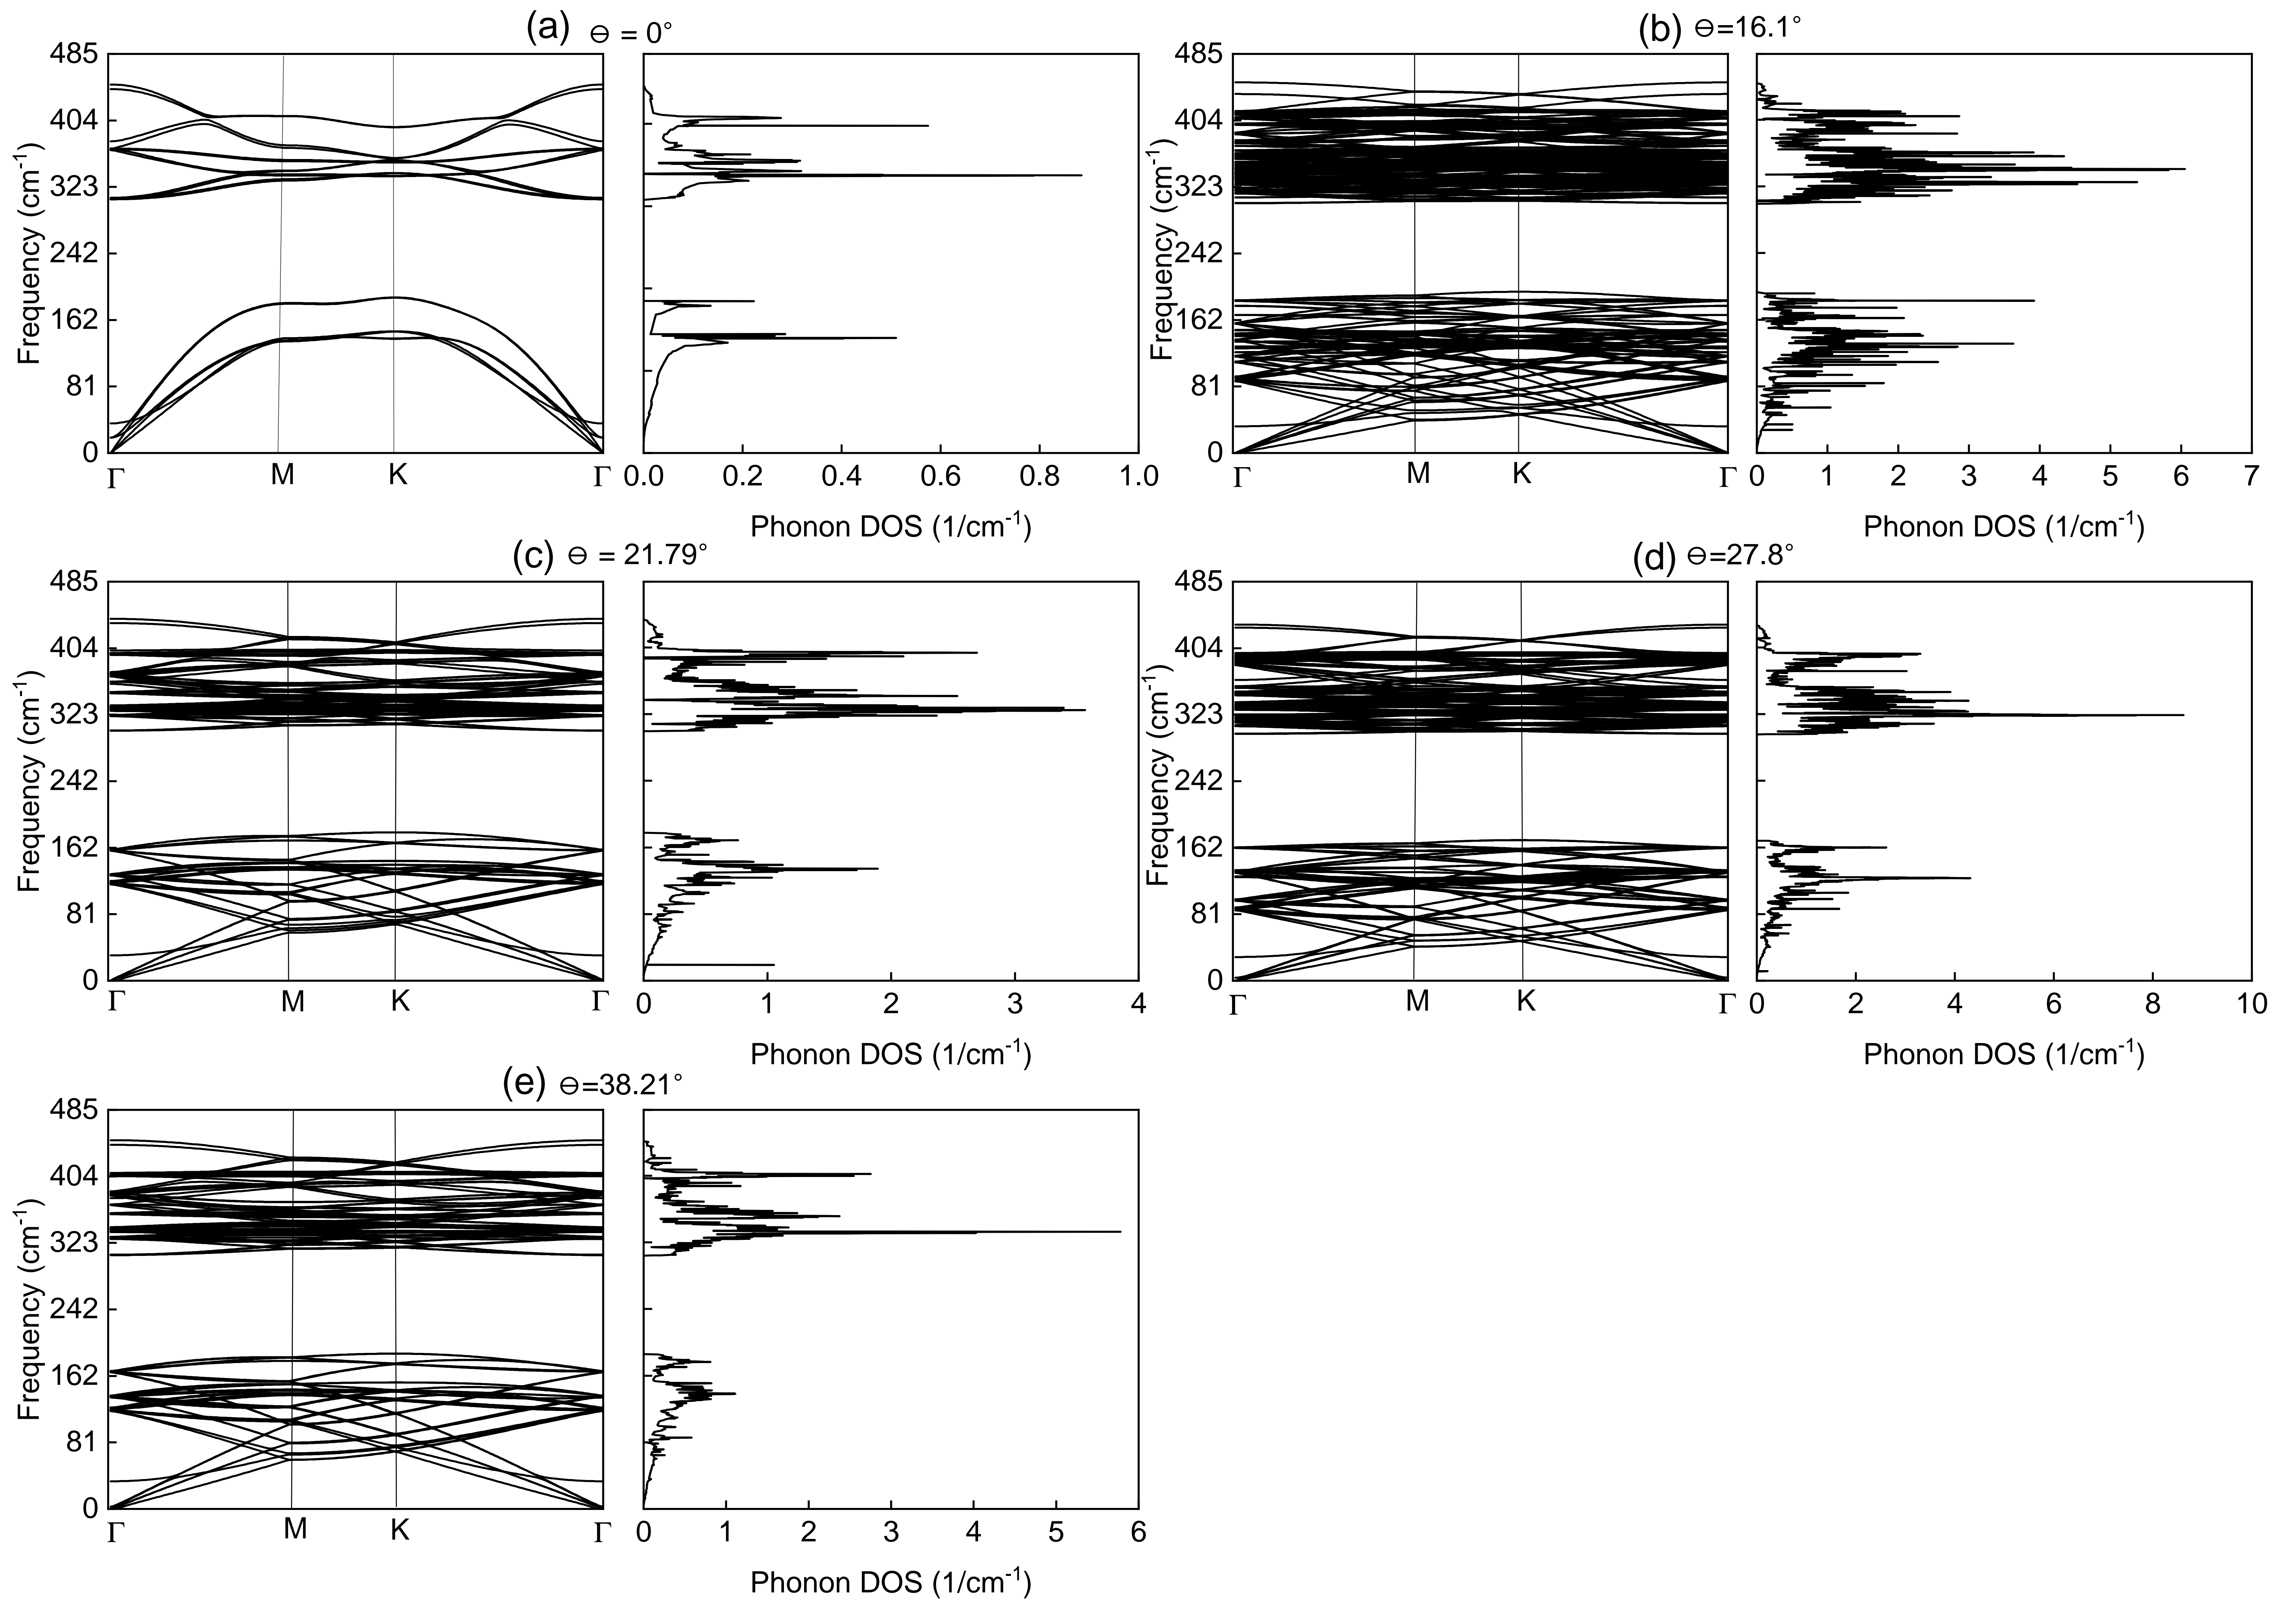 (a) ϴ = 0°
485
404
323
242
162
81
0
Frequency (cm⁻¹)
Γ M K Γ
0.0 0.2 0.4 0.6 0.8 1.0
Phonon DOS (1/cm⁻¹)
(b) ϴ=16.1°
485
404
323
242
162
81
0
Frequency (cm⁻¹)
Γ M K Γ
0 1 2 3 4 5 6 7
Phonon DOS (1/cm⁻¹)
(c) ϴ = 21.79°
485
404
323
242
162
81
0
Frequency (cm⁻¹)
Γ M K Γ
0 1 2 3 4
Phonon DOS (1/cm⁻¹)
(d) ϴ=27.8°
485
404
323
242
162
81
0
Frequency (cm⁻¹)
Γ M K Γ
0 2 4 6 8 10
Phonon DOS (1/cm⁻¹)
(e) ϴ=38.21°
485
404
323
242
162
81
0
Frequency (cm⁻¹)
Γ M K Γ
0 1 2 3 4 5 6
Phonon DOS (1/cm⁻¹)